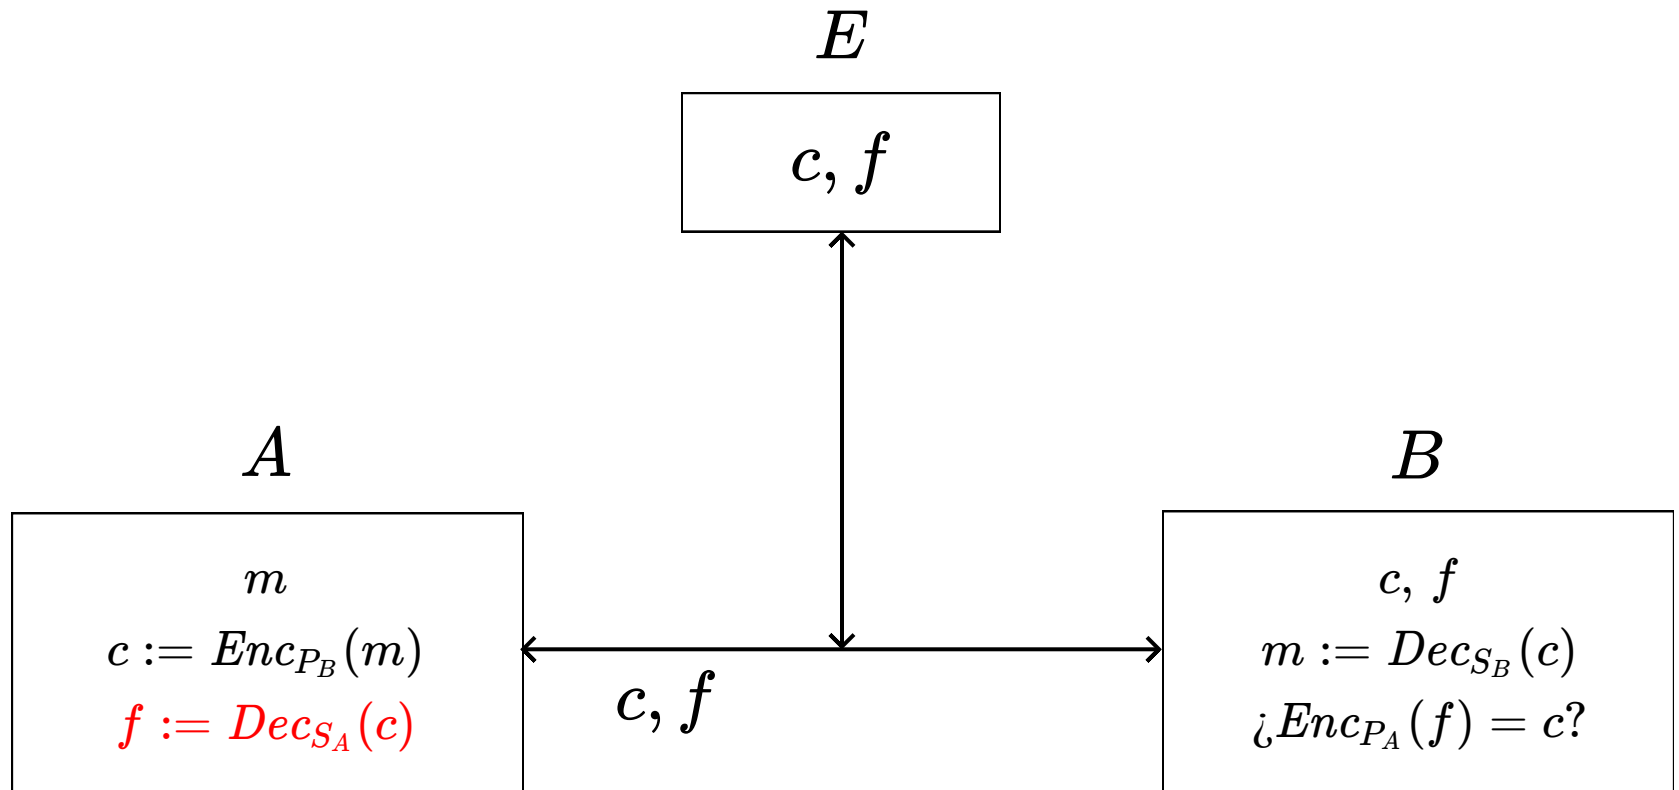 E
c, f
A
m
c := Enc_{P_B}(m)
f := Dec_{S_A}(c)
c, f
B
c, f
m := Dec_{S_B}(c)
¿Enc_{P_A}(f) = c?